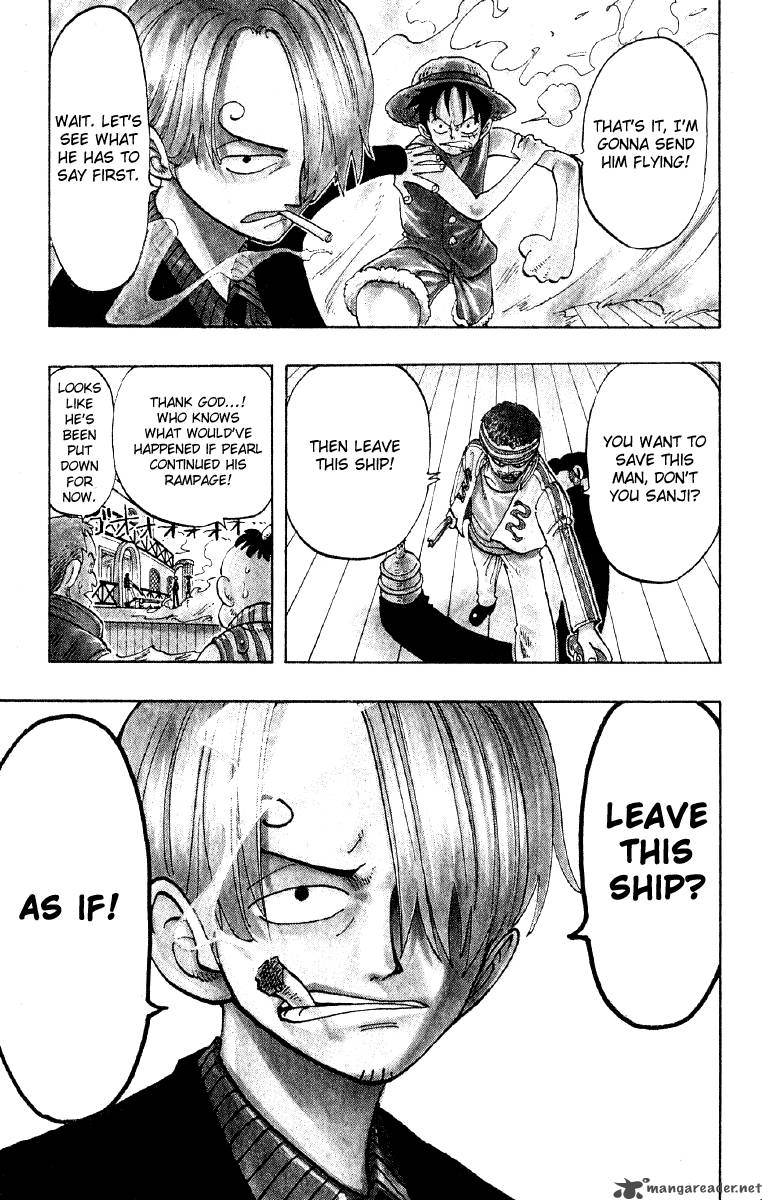 THAT'S IT, I'M
GONNA SEND
HIM FLYING!
WAIT. LET'S
SEE WHAT
HE HAS TO
SAY FIRST.
YOU WANT TO
SAVE THIS
MAN, DON'T
YOU SANJI?
THEN LEAVE
THIS SHIP!
THANK GOD...!
WHO KNOWS
WHAT WOULD'VE
HAPPENED IF PEARL
CONTINUED HIS
RAMPAGE!
LOOKS
LIKE
HE'S
BEEN
PUT
DOWN
FOR
NOW.
LEAVE
THIS
SHIP?
AS IF!
mangareader.net